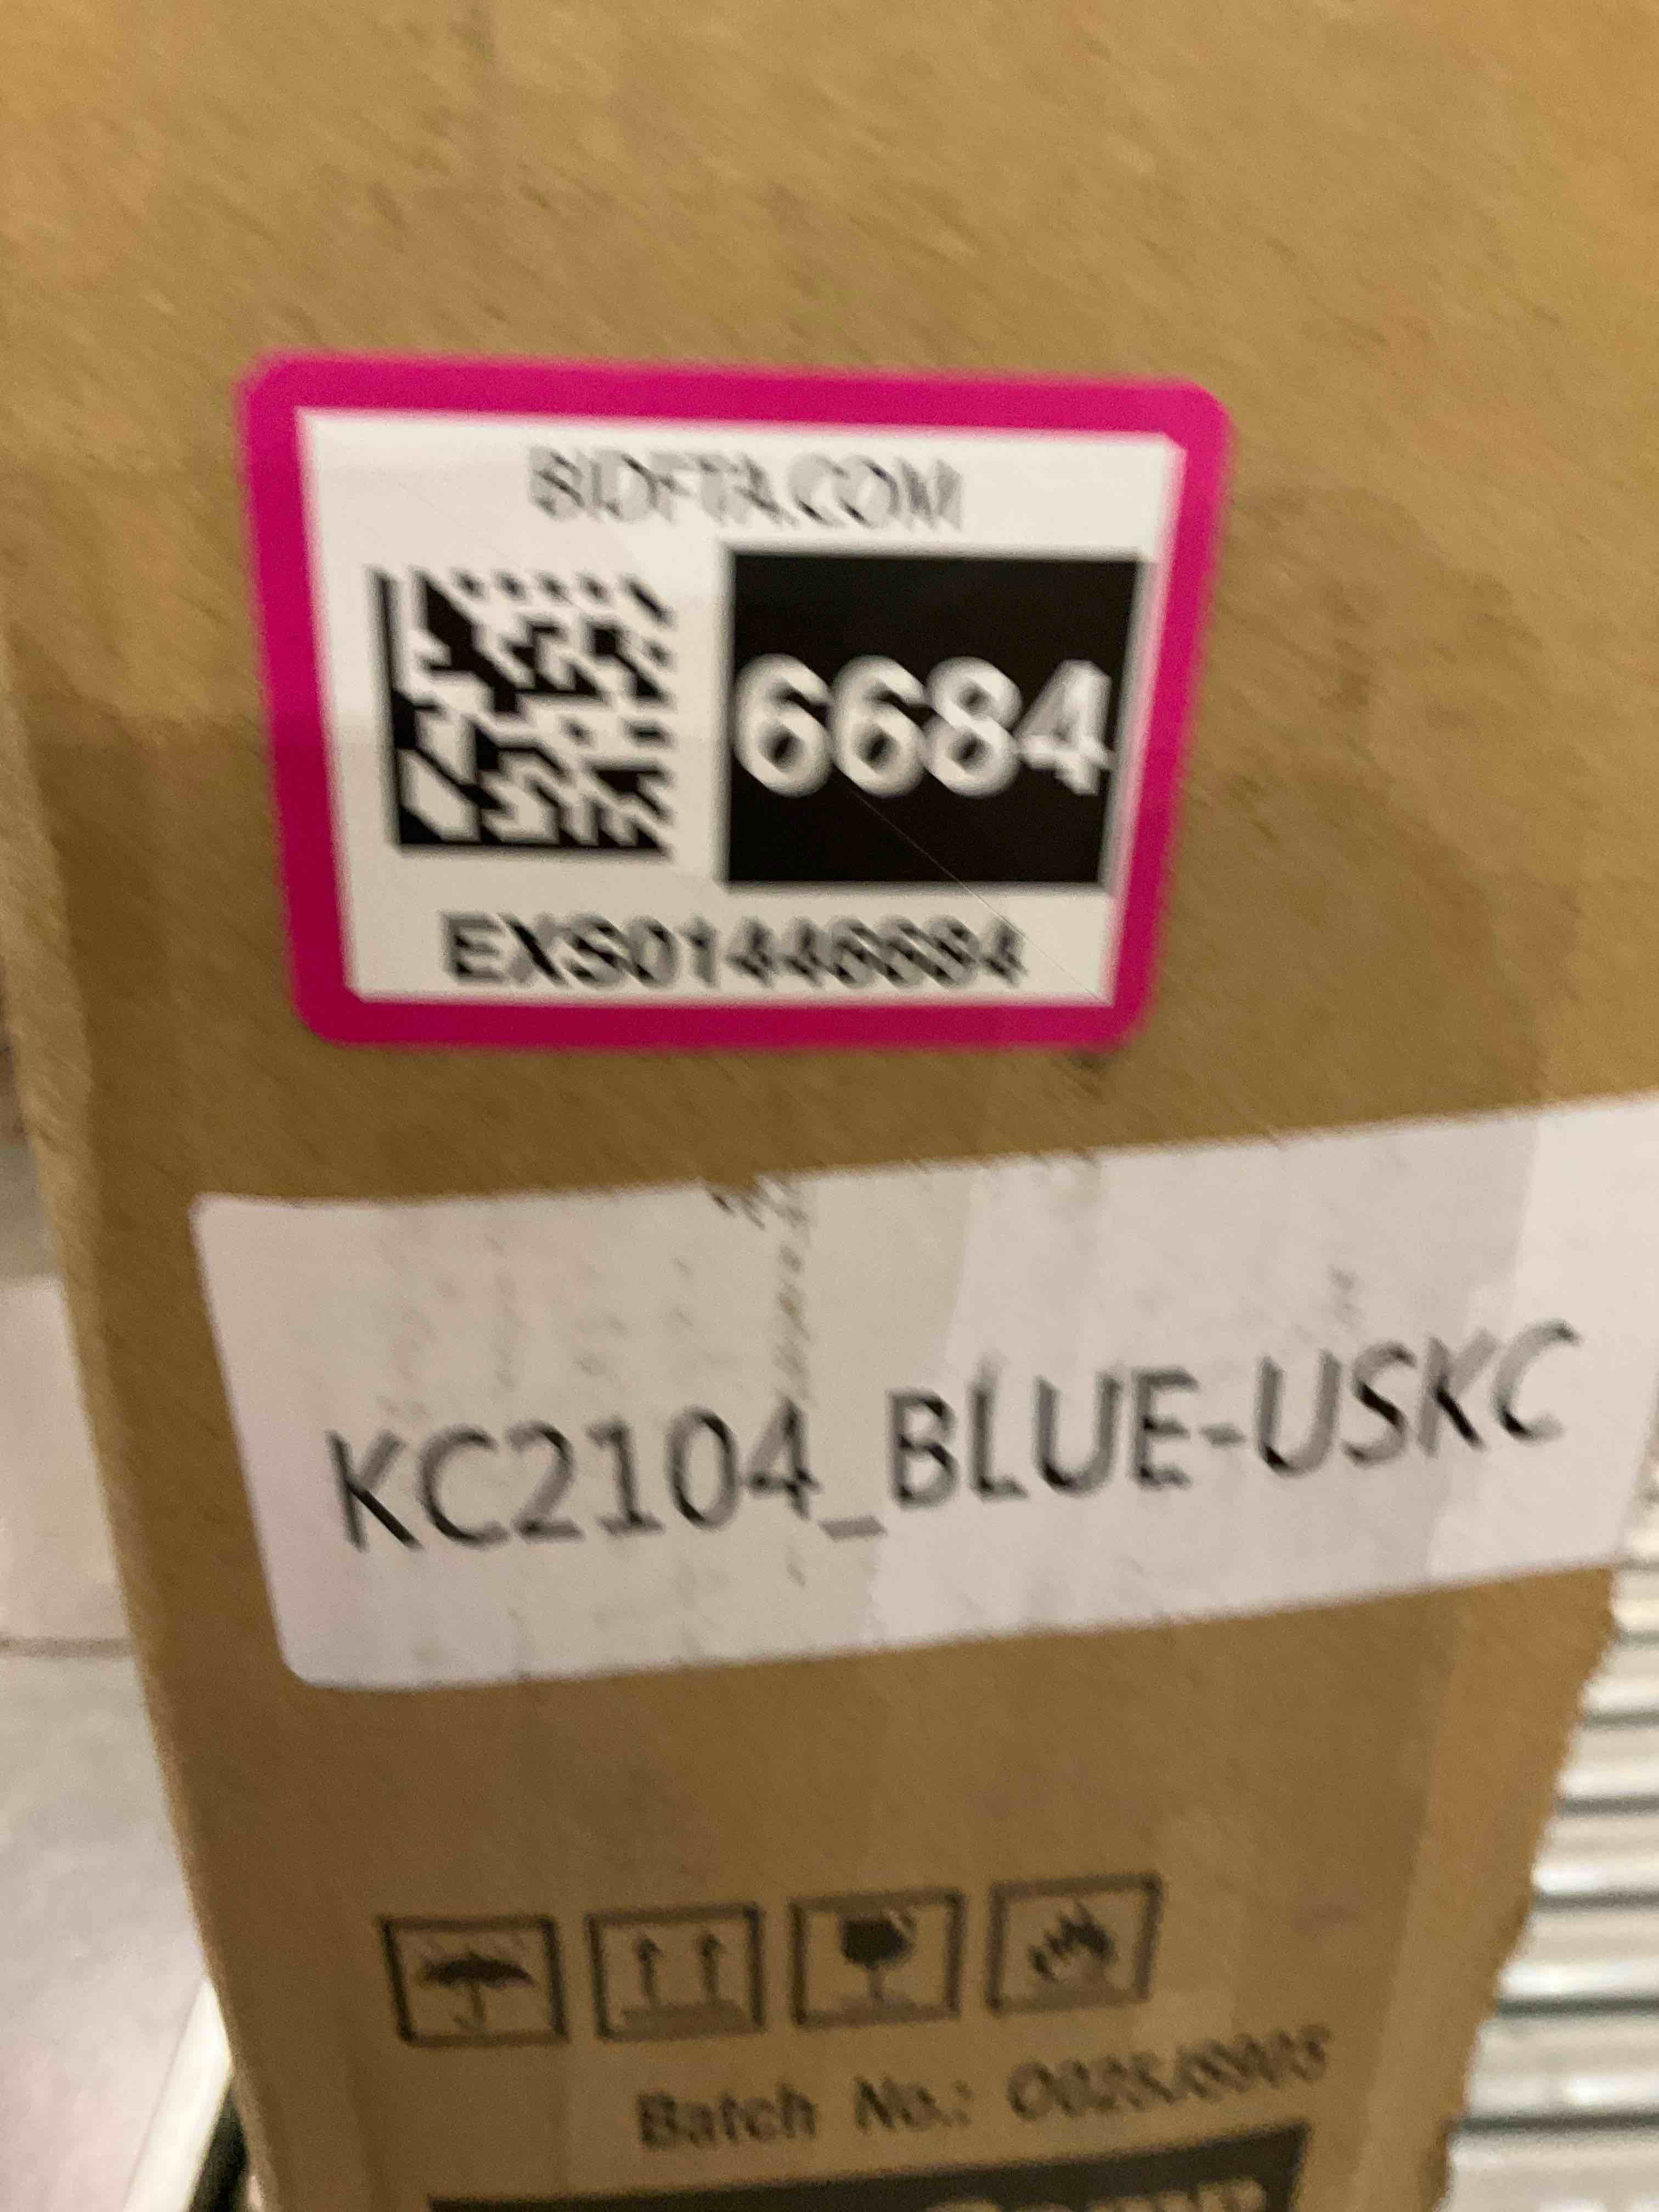 BIDFTA.COM
6684
EXS01446684
KC2104_BLUE-USKC
Batch No.: